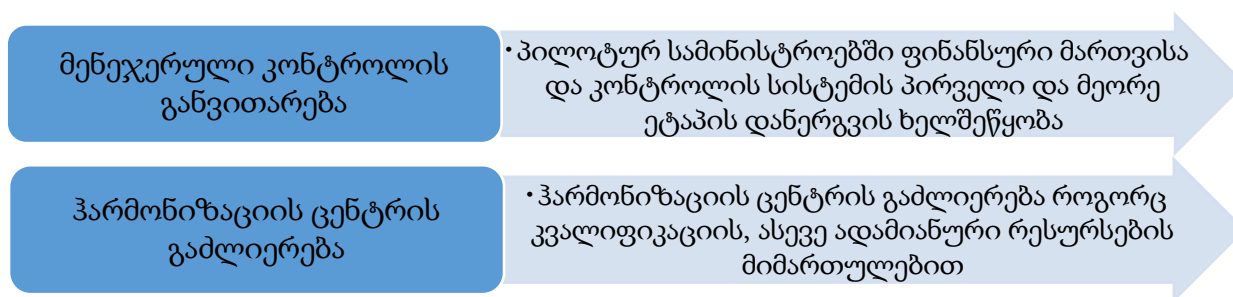 მენეჯერული კონტროლის
განვითარება
• პილოტურ სამინისტროებში ფინანსური მართვისა
და კონტროლის სისტემის პირველი და მეორე
ეტაპის დანერგვის ხელშეწყობა
ჰარმონიზაციის ცენტრის
გაძლიერება
• ჰარმონიზაციის ცენტრის გაძლიერება როგორც
კვალიფიკაციის, ასევე ადამიანური რესურსების
მიმართულებით